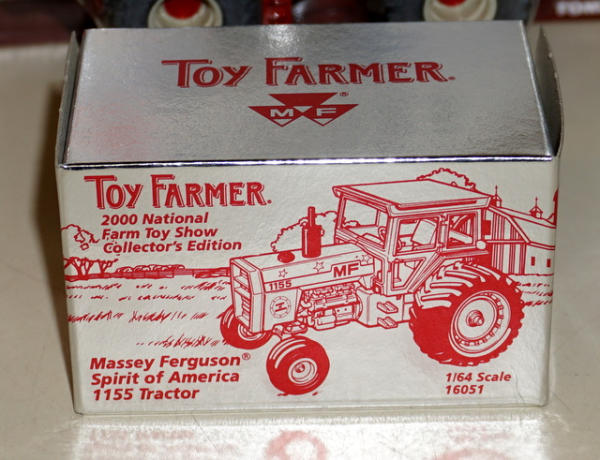 TOY FARMER.
®
MF
TOY FARMER.
2000 National
Farm Toy Show
Collector's Edition
MF
1155
Massey Ferguson®
Spirit of America
1155 Tractor
1/64 Scale
16051